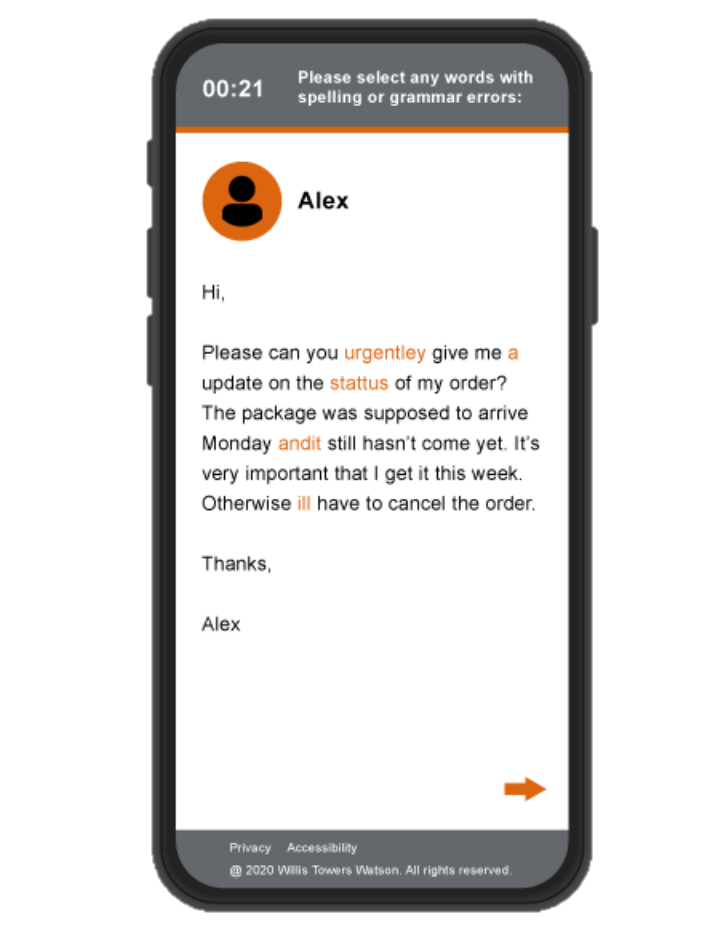 00:21
Please select any words with
spelling or grammar errors:
Alex
Hi,
Please can you urgentley give me a
update on the stattus of my order?
The package was supposed to arrive
Monday andit still hasn’t come yet. It’s
very important that I get it this week.
Otherwise ill have to cancel the order.
Thanks,
Alex
Privacy Accessibility
@ 2020 Willis Towers Watson. All rights reserved.